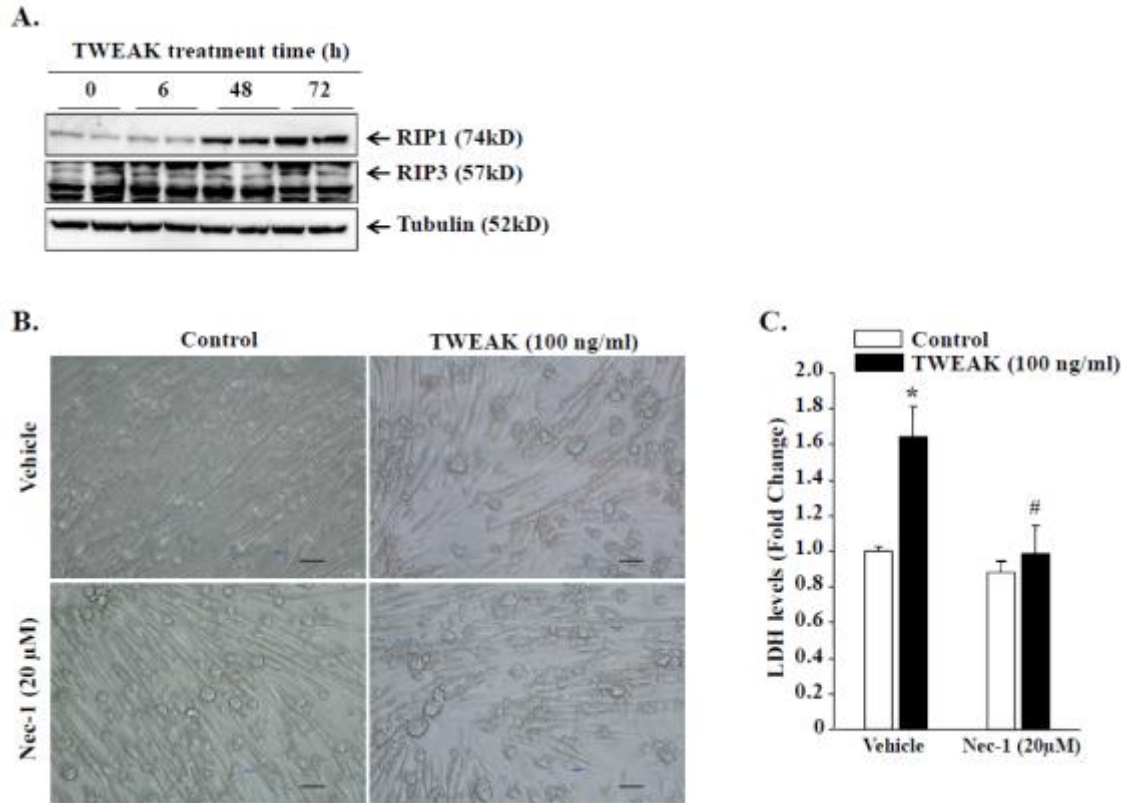 A.
TWEAK treatment time (h)
0 6 48 72
← RIP1 (74kD)
← RIP3 (57kD)
← Tubulin (52kD)
B.
Control TWEAK (100 ng/ml)
Vehicle
Nec-1 (20 µM)
C.
Control
TWEAK (100 ng/ml)
LDH levels (Fold Change)
2.0
1.8
1.6
1.4
1.2
1.0
0.8
0.6
0.4
0.2
0
*
#
Vehicle Nec-1 (20µM)